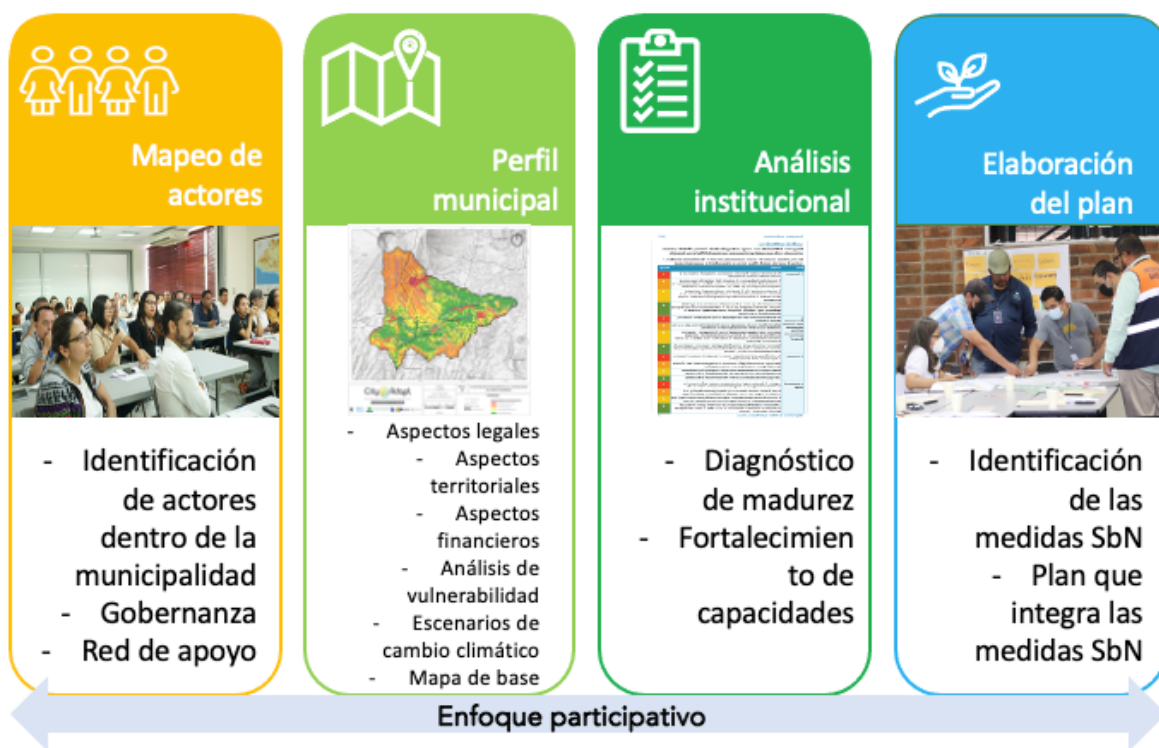 Mapeo de
actores
- Identificación
de actores
dentro de la
municipalidad
- Gobernanza
- Red de apoyo
Perfil
municipal
CityAdapt
- Aspectos legales
- Aspectos
territoriales
- Aspectos
financieros
- Análisis de
vulnerabilidad
- Escenarios de
cambio climático
- Mapa de base
Análisis
institucional
- Diagnóstico
de madurez
- Fortalecimien
to de
capacidades
Elaboración
del plan
- Identificación
de las
medidas SbN
- Plan que
integra las
medidas SbN
Enfoque participativo